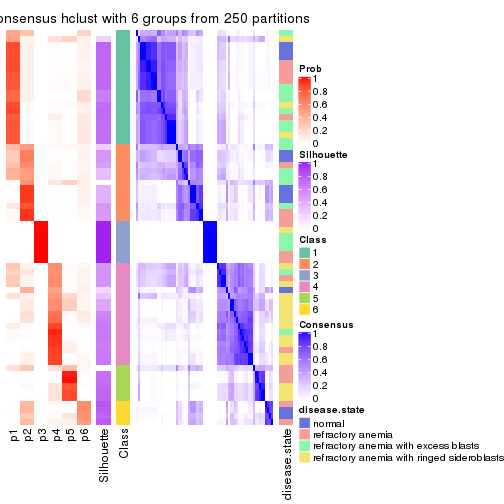 onsensus hclust with 6 groups from 250 partitions
Prob
1
0.8
0.6
0.4
0.2
0
Silhouette
1
0.8
0.6
0.4
0.2
0
Class
1
2
3
4
5
6
Consensus
1
0.8
0.6
0.4
0.2
0
disease.state
normal
refractory anemia
refractory anemia with excess blasts
refractory anemia with ringed sideroblasts
p1
p2
p3
p4
p5
p6
Silhouette
Class
disease.state